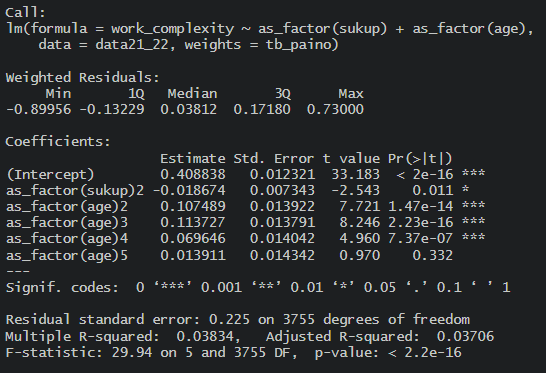 Call:
lm(formula = work_complexity ~ as_factor(sukup) + as_factor(age),
    data = data21_22, weights = tb_paino)

Weighted Residuals:
     Min       1Q   Median       3Q      Max
-0.89956 -0.13229  0.03812  0.17180  0.73000

Coefficients:
                   Estimate Std. Error t value Pr(>|t|)
(Intercept)        0.408838   0.012321  33.183  < 2e-16 ***
as_factor(sukup)2 -0.018674   0.007343  -2.543    0.011 *
as_factor(age)2    0.107489   0.013922   7.721 1.47e-14 ***
as_factor(age)3    0.113727   0.013791   8.246 2.23e-16 ***
as_factor(age)4    0.069646   0.014042   4.960 7.37e-07 ***
as_factor(age)5    0.013911   0.014342   0.970    0.332
---
Signif. codes:  0 ‘***’ 0.001 ‘**’ 0.01 ‘*’ 0.05 ‘.’ 0.1 ‘ ’ 1

Residual standard error: 0.225 on 3755 degrees of freedom
Multiple R-squared:  0.03834,	Adjusted R-squared:  0.03706
F-statistic: 29.94 on 5 and 3755 DF,  p-value: < 2.2e-16